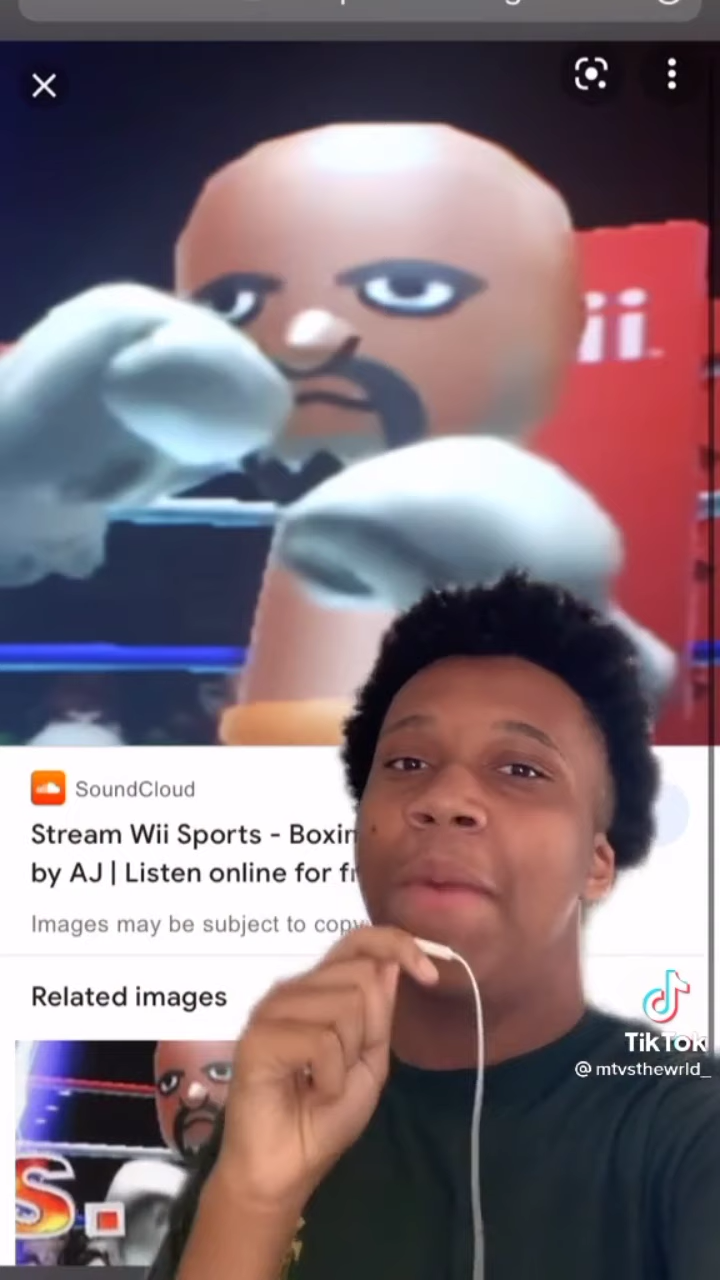 ii
SoundCloud
Stream Wii Sports - Boxin
by AJ | Listen online for fr
Images may be subject to copy
Related images
TikTok
@mtvsthewrld_
S.